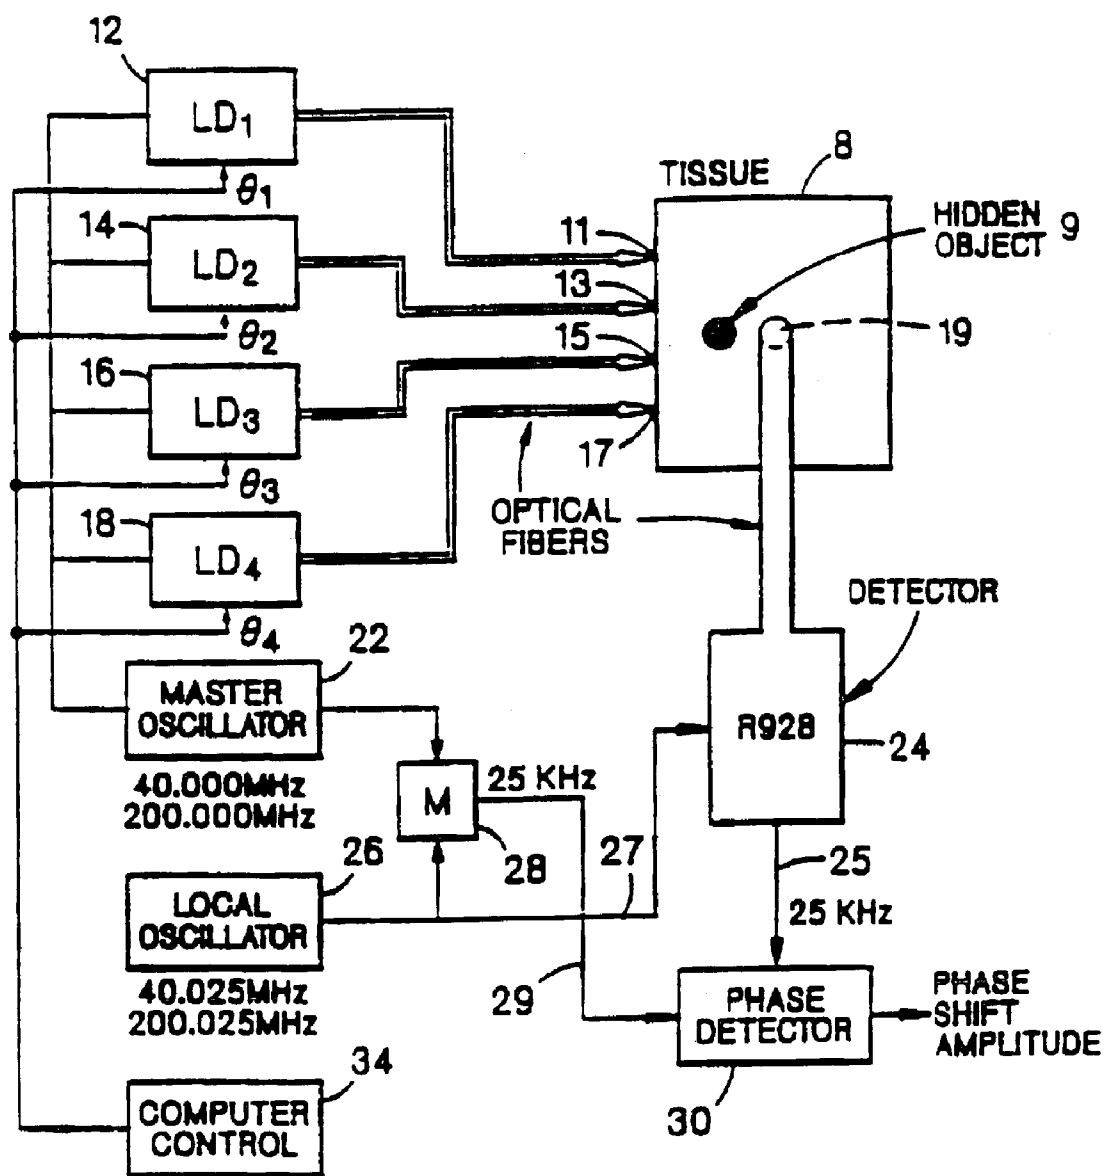 12
LD1
θ1
14
LD2
θ2
16
LD3
θ3
18
LD4
θ4
TISSUE
8
11
13
15
17
HIDDEN
OBJECT 9
19
OPTICAL
FIBERS
DETECTOR
R928
24
22
MASTER
OSCILLATOR
40.000MHz
200.000MHz
M
25 KHz
28
26
LOCAL
OSCILLATOR
40.025MHz
200.025MHz
27
25
25 KHz
29
PHASE
DETECTOR
30
PHASE
SHIFT
AMPLITUDE
34
COMPUTER
CONTROL